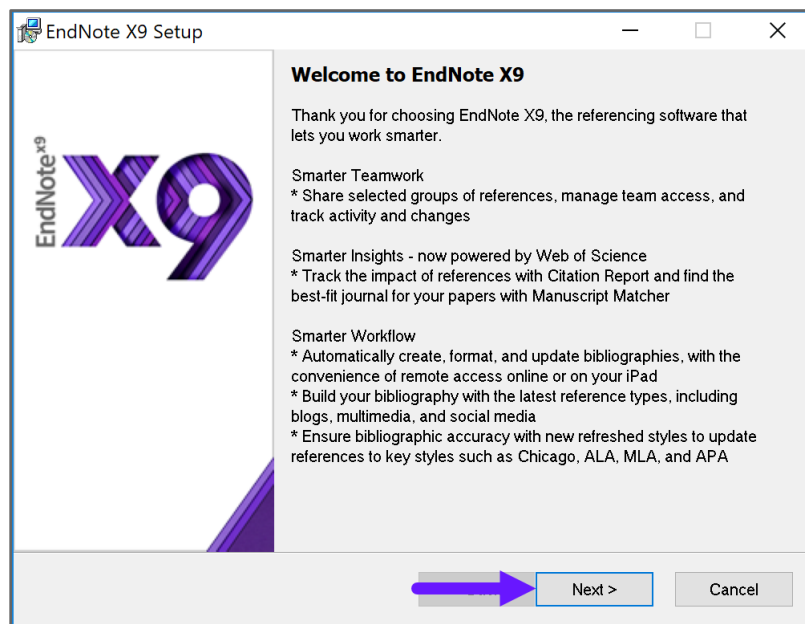 EndNote X9 Setup
EndNote x9
X9
Welcome to EndNote X9
Thank you for choosing EndNote X9, the referencing software that
lets you work smarter.
Smarter Teamwork
* Share selected groups of references, manage team access, and
track activity and changes
Smarter Insights - now powered by Web of Science
* Track the impact of references with Citation Report and find the
best-fit journal for your papers with Manuscript Matcher
Smarter Workflow
* Automatically create, format, and update bibliographies, with the
convenience of remote access online or on your iPad
* Build your bibliography with the latest reference types, including
blogs, multimedia, and social media
* Ensure bibliographic accuracy with new refreshed styles to update
references to key styles such as Chicago, ALA, MLA, and APA
Next >
Cancel